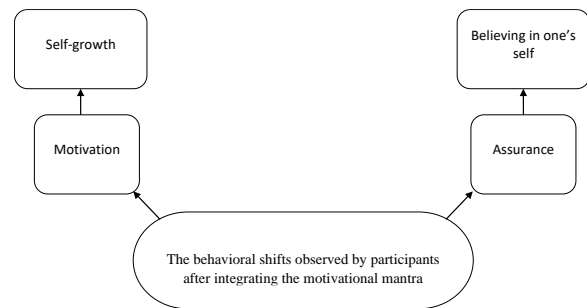 Self-growth
Believing in one’s
self
Motivation
Assurance
The behavioral shifts observed by participants
after integrating the motivational mantra